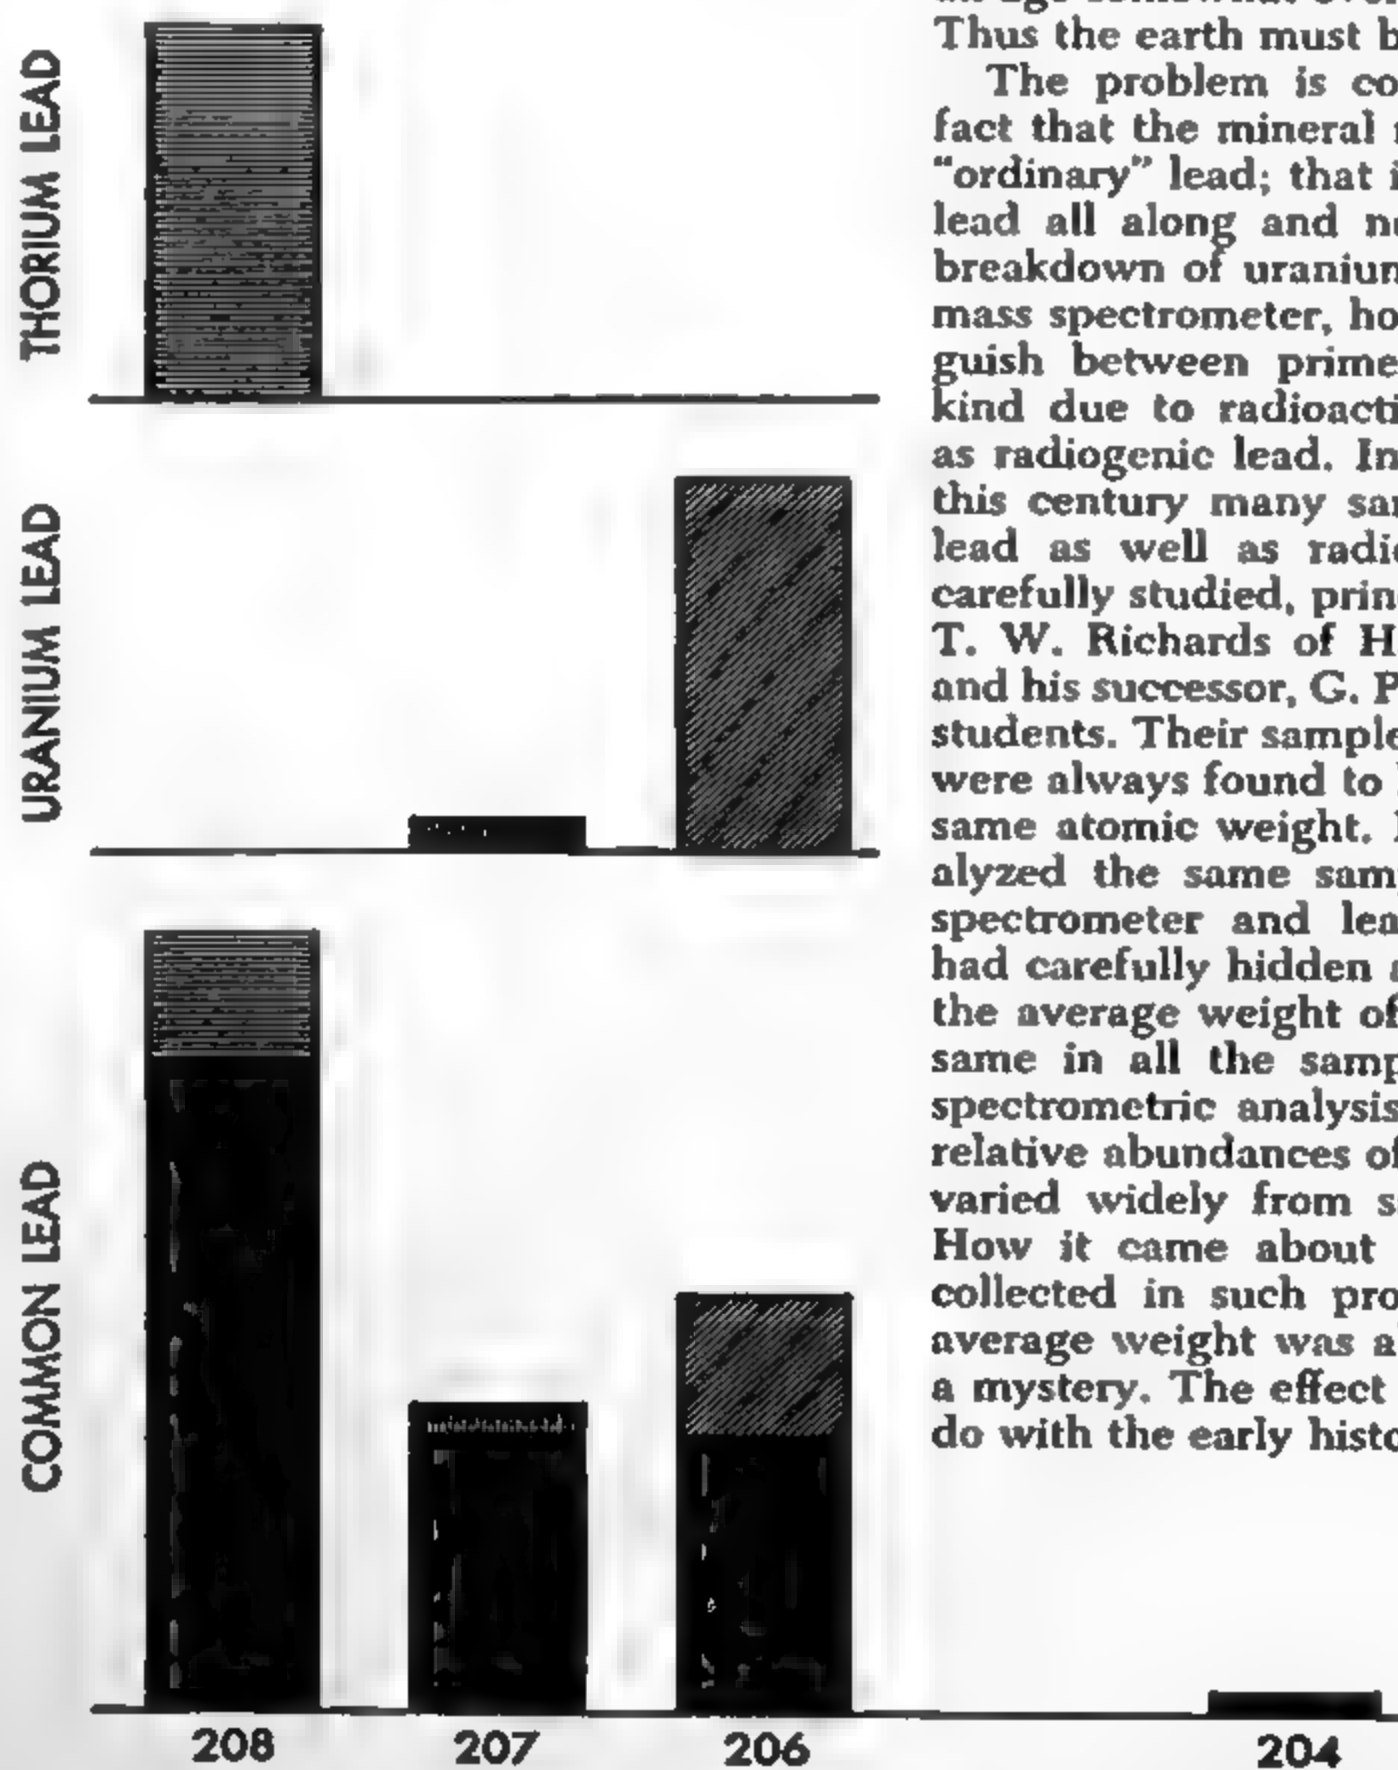 THORIUM LEAD
URANIUM LEAD
COMMON LEAD
208 207 206 204
Thus the earth must b
The problem is co
fact that the mineral
"ordinary" lead; that i
lead all along and nu
breakdown of uranium
mass spectrometer, ho
guish between prime
kind due to radioacti
as radiogenic lead. In
this century many sa
lead as well as radi
carefully studied, prin
T. W. Richards of H
and his successor, G. P
students. Their sample
were always found to
same atomic weight.
alyzed the same sam
spectrometer and lea
had carefully hidden
the average weight of
same in all the samp
spectrometric analysis
relative abundances of
varied widely from s
How it came about
collected in such pro
average weight was a
a mystery. The effect
do with the early histo